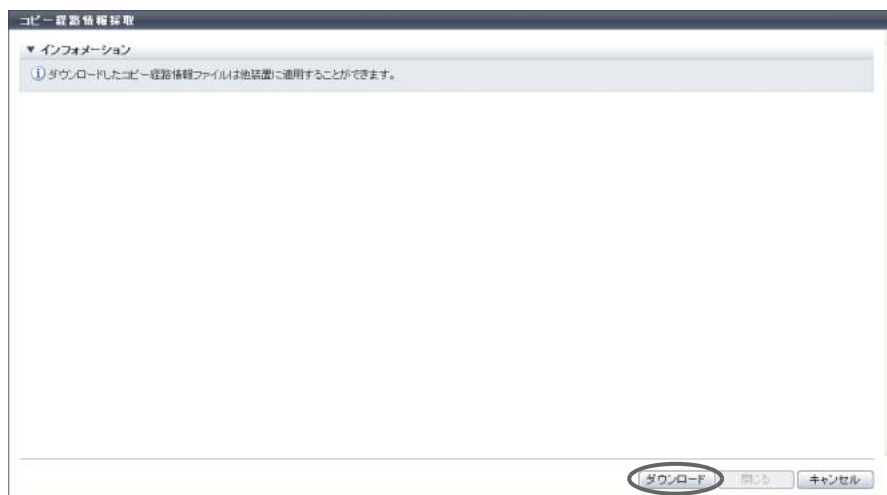 コピー経路情報採取
▼ インフォメーション
ダウンロードしたコピー経路情報ファイルは他装置に適用することができます。
ダウンロード 閉じる キャンセル